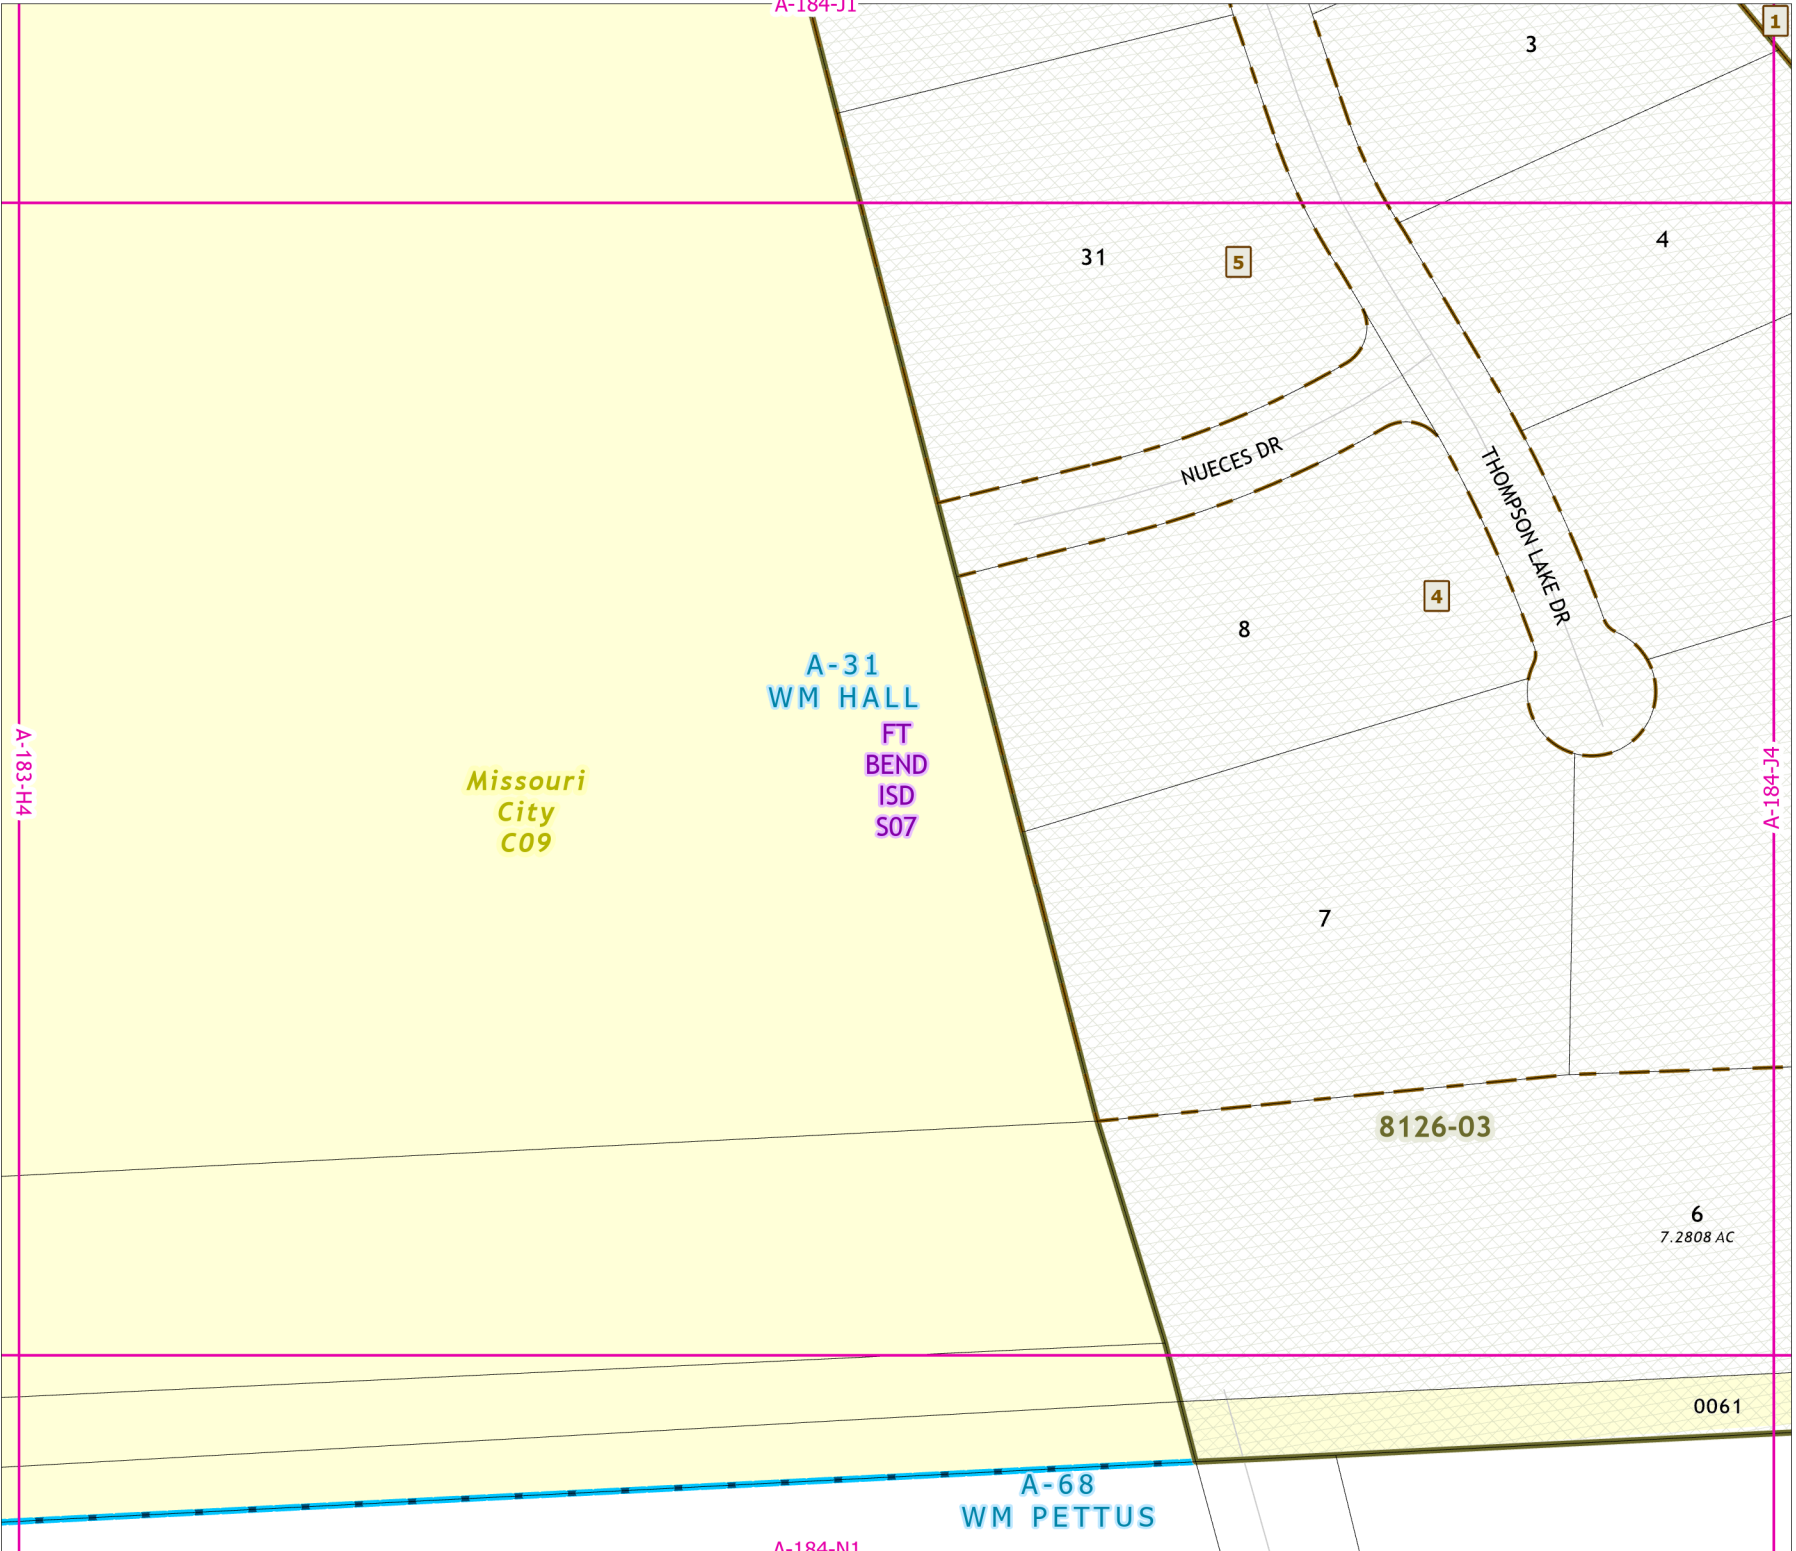 A-184-J1
1
3
4
31
5
NUECES DR
THOMPSON LAKE DR
4
8
A-31
WM HALL
FT
BEND
ISD
S07
Missouri
City
C09
A-183-H4
A-184-J4
7
8126-03
6
7.2808 AC
0061
A-68
WM PETTUS
A-184-N1